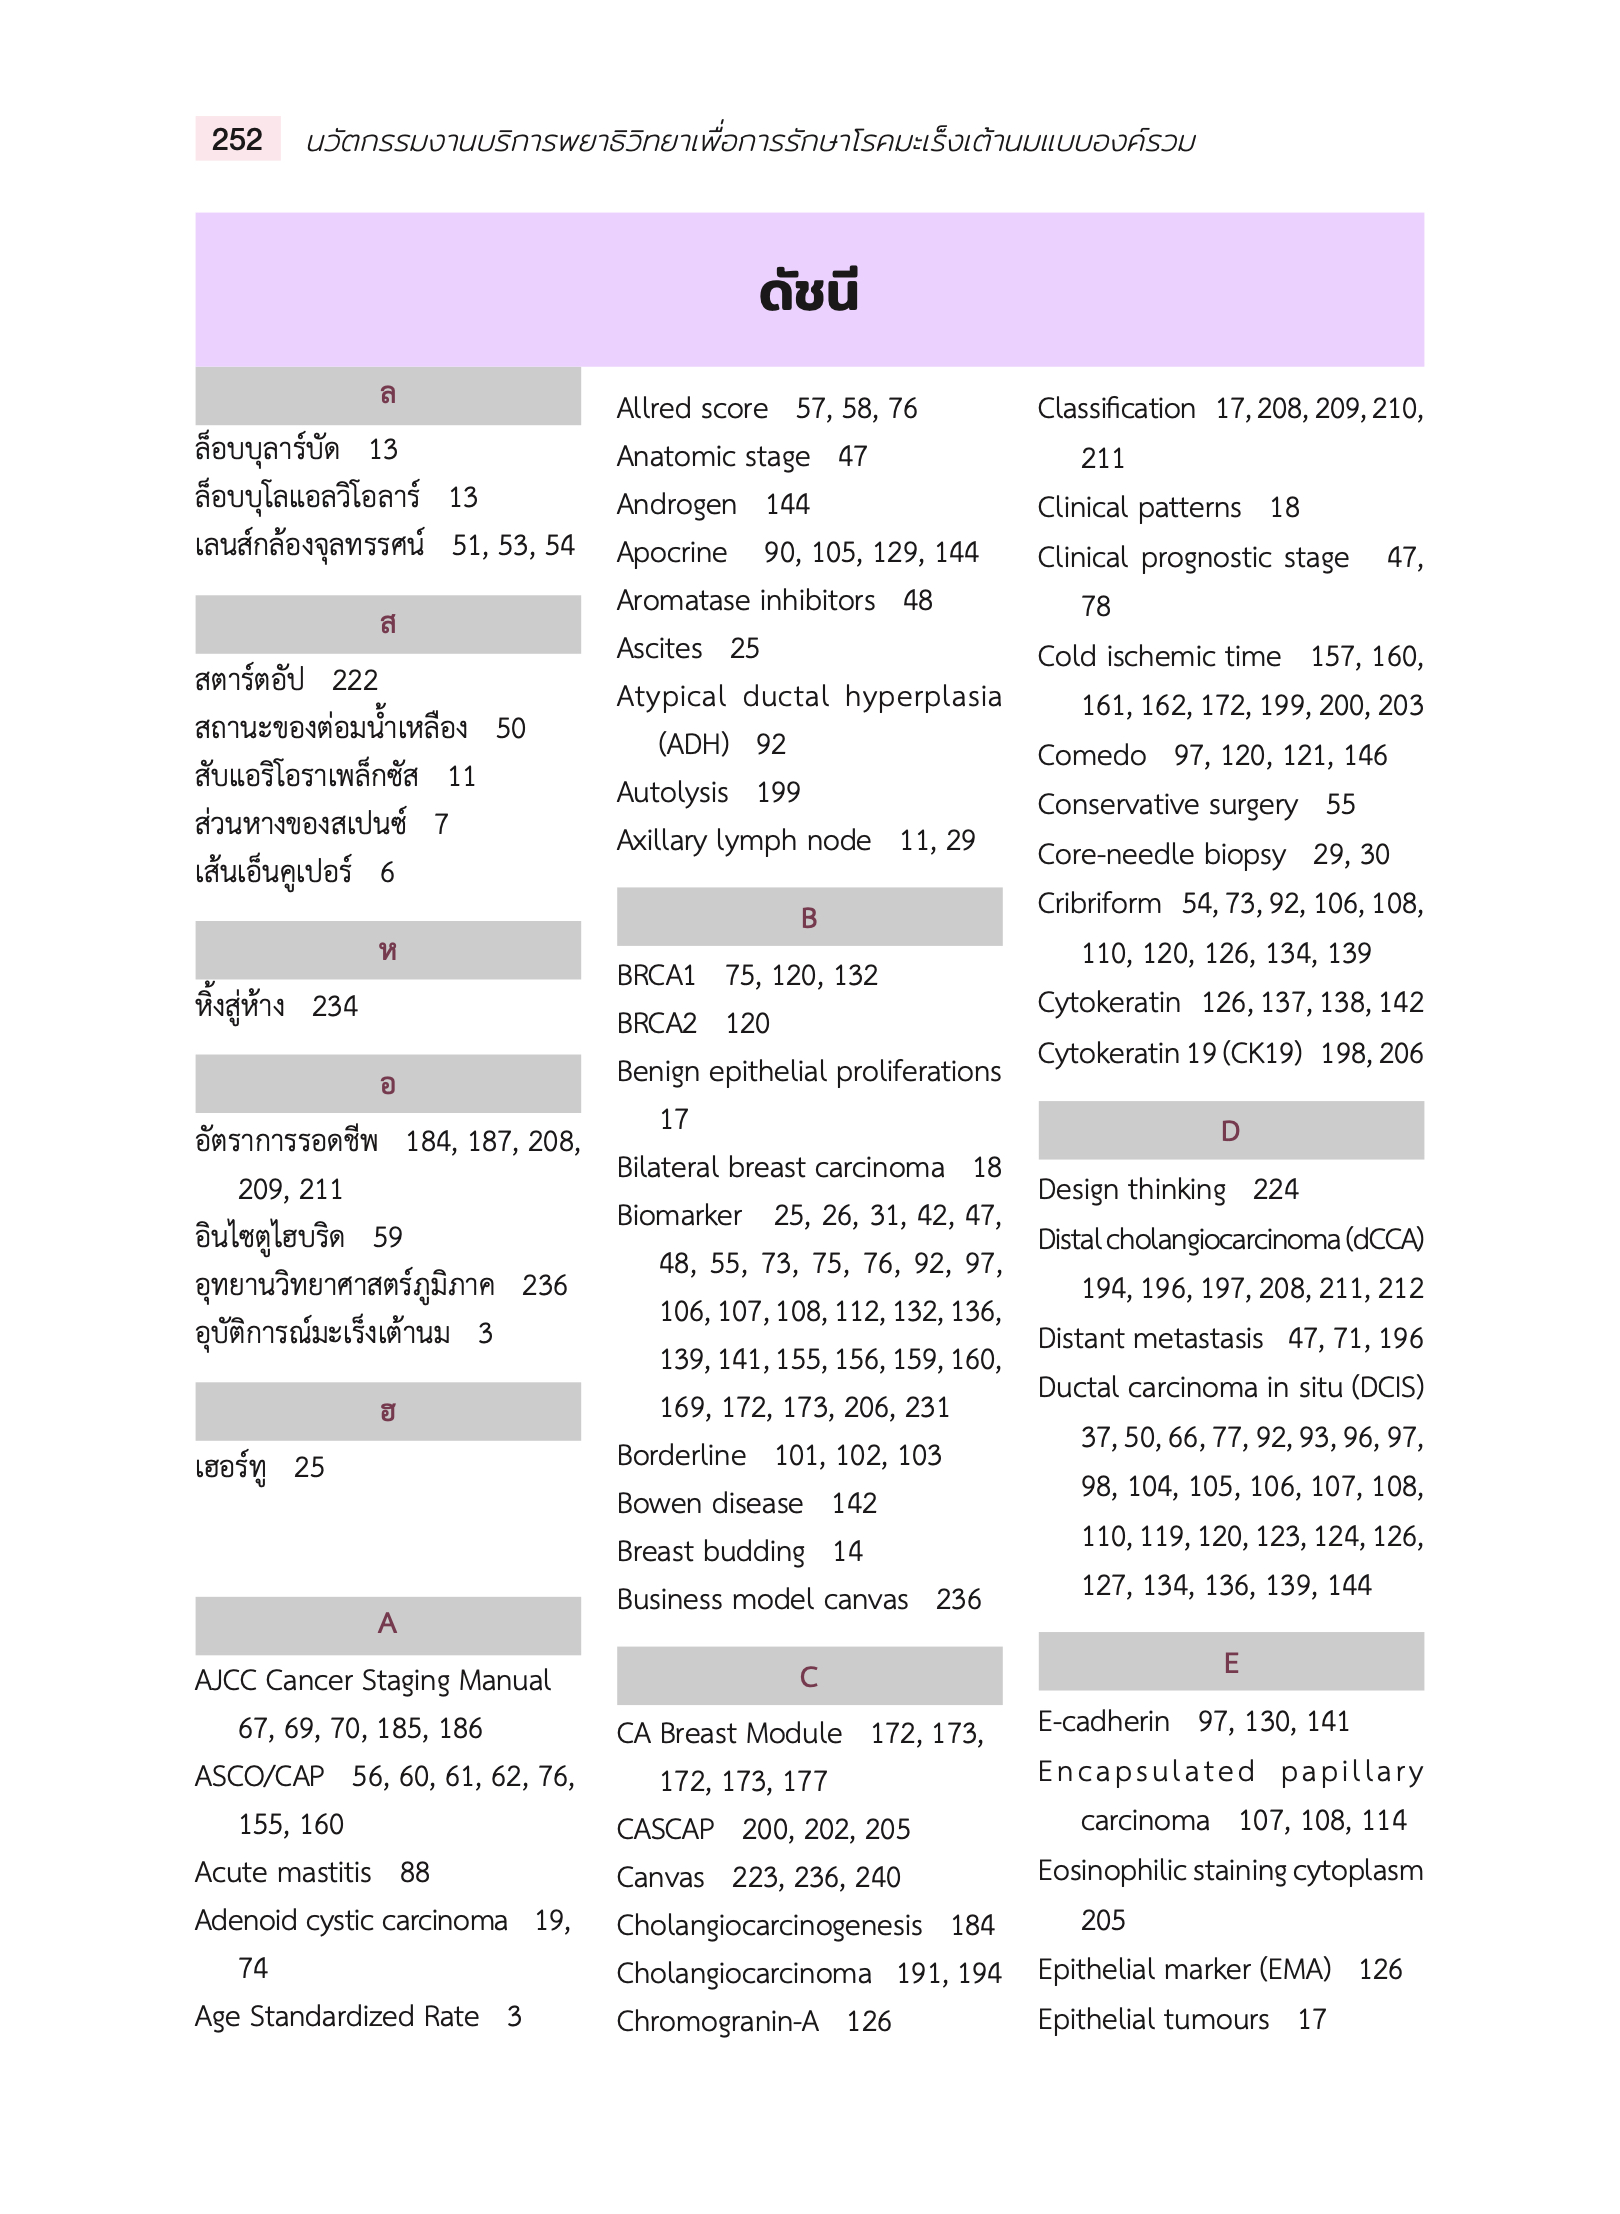 252 นวัตกรรมงานบริการพยาธิวิทยาเพื่อการรักษาโรคมะเร็งเต้านมแบบองค์รวม
ดัชนี
ล
ล็อบบุลาร์บัด 13
ล็อบบุโลแอลวิโอลาร์ 13
เลนส์กล้องจุลทรรศน์ 51, 53, 54
ส
สตาร์ตอัป 222
สถานะของต่อมน้ำเหลือง 50
สับแอริโอราเพล็กซัส 11
ส่วนหางของสเปนซ์ 7
เส้นเอ็นคูเปอร์ 6
ห
หิ้งสู่ห้าง 234
อ
อัตราการรอดชีพ 184, 187, 208,
209, 211
อินไซตูไฮบริด 59
อุทยานวิทยาศาสตร์ภูมิภาค 236
อุบัติการณ์มะเร็งเต้านม 3
ฮ
เฮอร์ทู 25
A
AJCC Cancer Staging Manual
67, 69, 70, 185, 186
ASCO/CAP 56, 60, 61, 62, 76,
155, 160
Acute mastitis 88
Adenoid cystic carcinoma 19,
74
Age Standardized Rate 3
Allred score 57, 58, 76
Anatomic stage 47
Androgen 144
Apocrine 90, 105, 129, 144
Aromatase inhibitors 48
Ascites 25
Atypical ductal hyperplasia
(ADH) 92
Autolysis 199
Axillary lymph node 11, 29
B
BRCA1 75, 120, 132
BRCA2 120
Benign epithelial proliferations
17
Bilateral breast carcinoma 18
Biomarker 25, 26, 31, 42, 47,
48, 55, 73, 75, 76, 92, 97,
106, 107, 108, 112, 132, 136,
139, 141, 155, 156, 159, 160,
169, 172, 173, 206, 231
Borderline 101, 102, 103
Bowen disease 142
Breast budding 14
Business model canvas 236
C
CA Breast Module 172, 173,
172, 173, 177
CASCAP 200, 202, 205
Canvas 223, 236, 240
Cholangiocarcinogenesis 184
Cholangiocarcinoma 191, 194
Chromogranin-A 126
Classification 17, 208, 209, 210,
211
Clinical patterns 18
Clinical prognostic stage 47,
78
Cold ischemic time 157, 160,
161, 162, 172, 199, 200, 203
Comedo 97, 120, 121, 146
Conservative surgery 55
Core-needle biopsy 29, 30
Cribriform 54, 73, 92, 106, 108,
110, 120, 126, 134, 139
Cytokeratin 126, 137, 138, 142
Cytokeratin 19 (CK19) 198, 206
D
Design thinking 224
Distal cholangiocarcinoma (dCCA)
194, 196, 197, 208, 211, 212
Distant metastasis 47, 71, 196
Ductal carcinoma in situ (DCIS)
37, 50, 66, 77, 92, 93, 96, 97,
98, 104, 105, 106, 107, 108,
110, 119, 120, 123, 124, 126,
127, 134, 136, 139, 144
E
E-cadherin 97, 130, 141
Encapsulated papillary
carcinoma 107, 108, 114
Eosinophilic staining cytoplasm
205
Epithelial marker (EMA) 126
Epithelial tumours 17